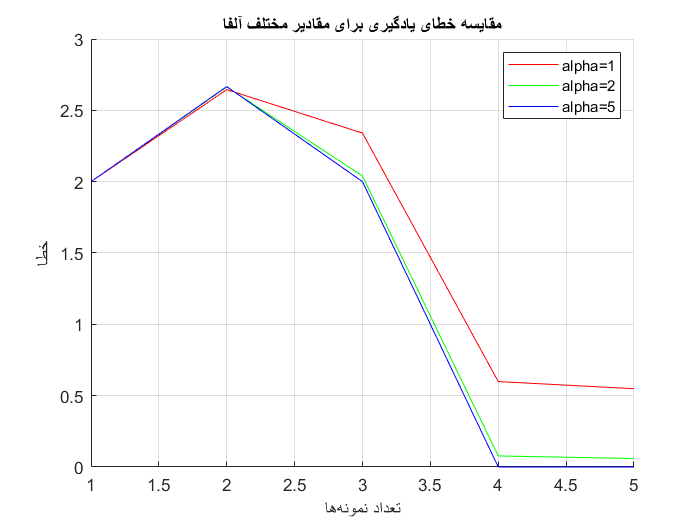 مقایسه خطای یادگیری برای مقادیر مختلف آلفا
3
2.5
2
1.5
1
0.5
0
alpha=1
alpha=2
alpha=5
خطا
1
1.5
2
2.5
3
3.5
4
4.5
5
تعداد نمونه‌ها